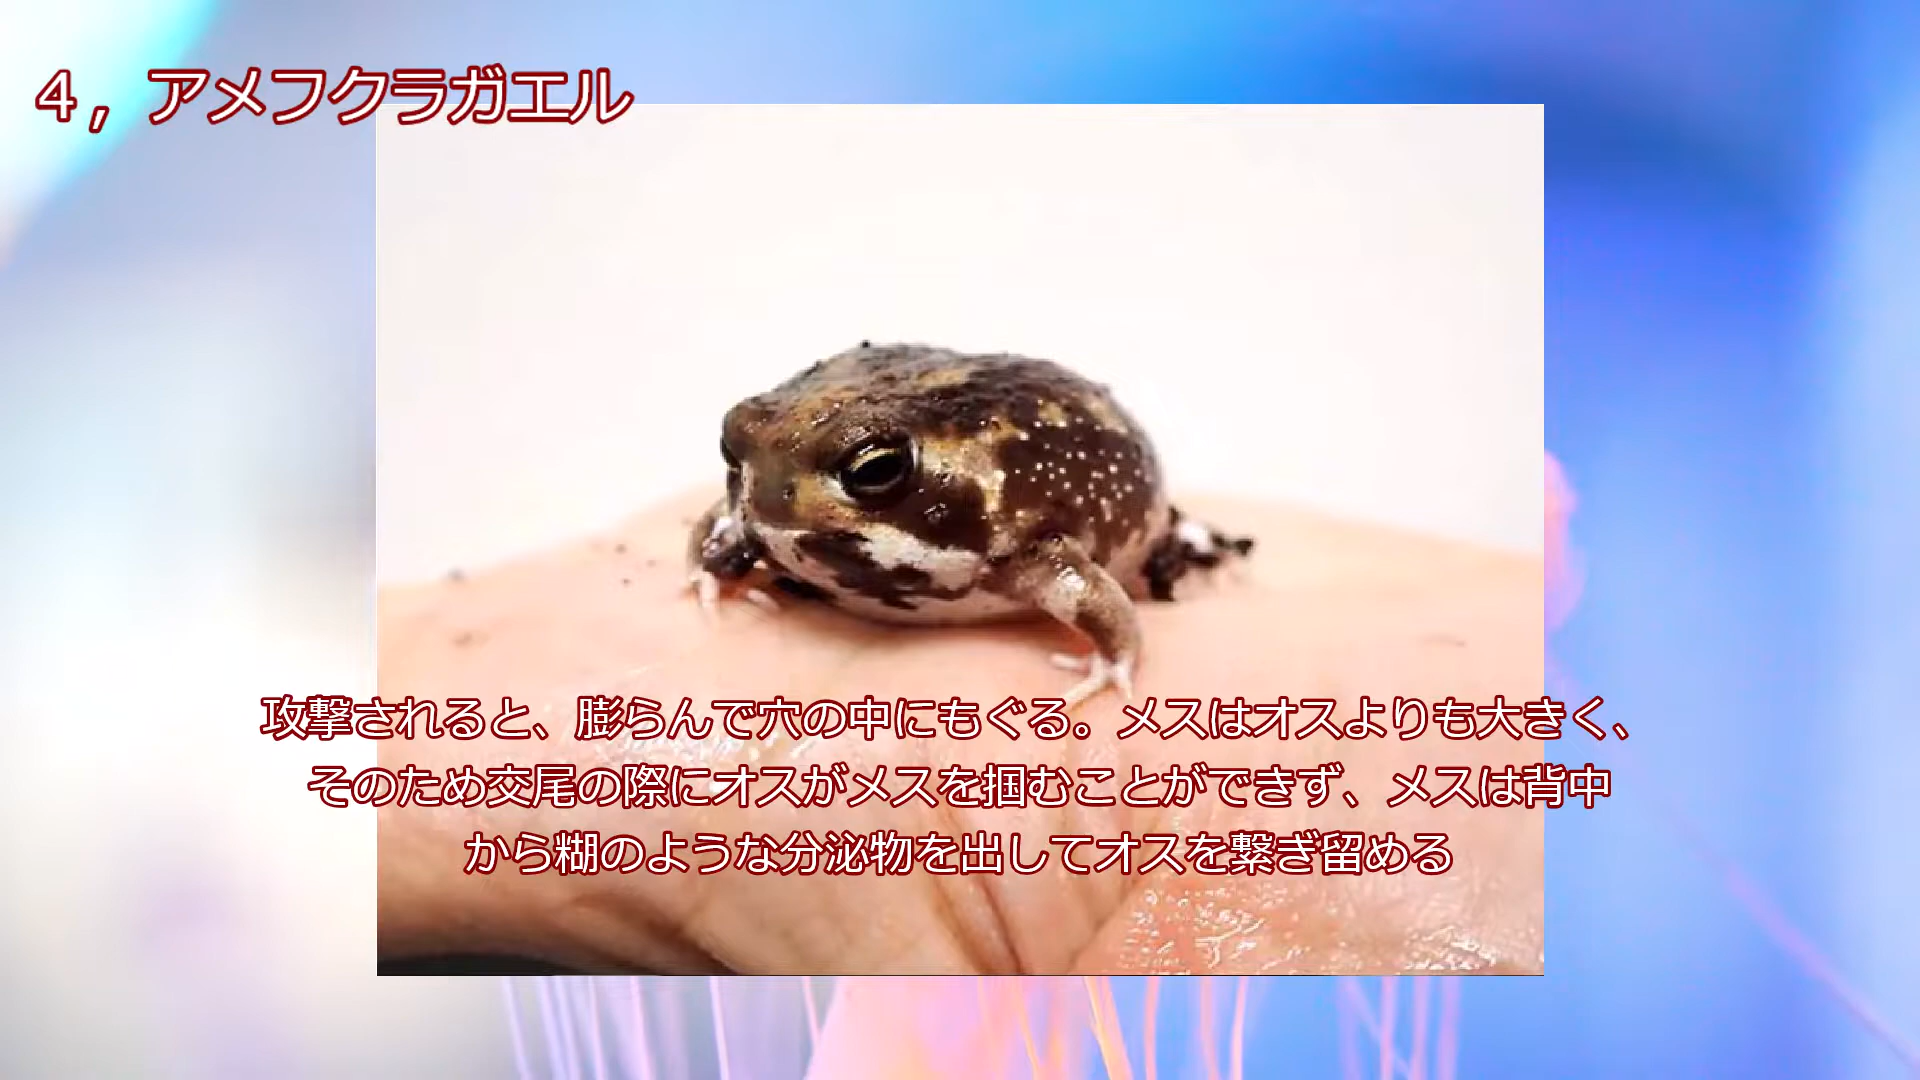 ４，アメフクラガエル
攻撃されると、膨らんで穴の中にもぐる。メスはオスよりも大きく、
そのため交尾の際にオスがメスを掴むことができず、メスは背中
から糊のような分泌物を出してオスを繋ぎ留める